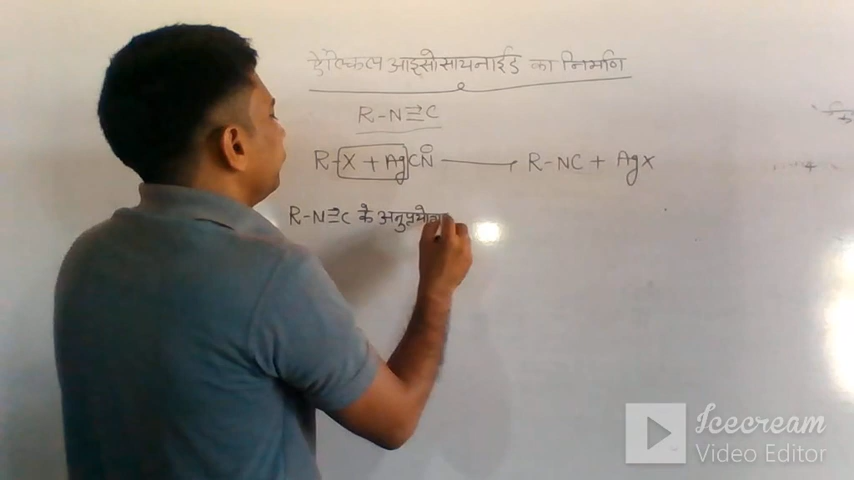 ऐल्किल आइसोसायनाईड का निर्माण
R-N≡C
R-X + AgCN → R-NC + AgX
R-N≡C के अनुप्रयोग
Icecream
Video Editor